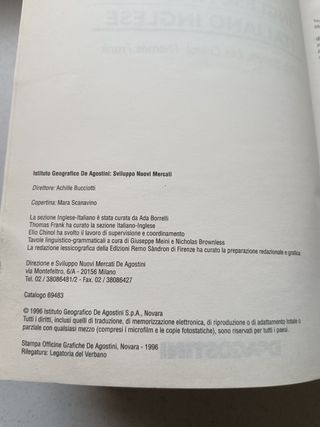 Istituto Geografico De Agostini: Sviluppo Nuovi Mercati
Direttore: Achille Bucciotti
Copertina: Mara Scanavino
La sezione Inglese-Italiano è stata curata da Ada Borrelli
Thomas Frank ha curato la sezione Italiano-Inglese
Elio Chinol ha svolto il lavoro di supervisione e coordinamento
Tavole linguistico-grammaticali a cura di Giuseppe Meini e Nicholas Brownless
La redazione lessicografica della Edizioni Remo Sàndron di Firenze ha curato la preparazione redazionale e grafica
Direzione e Sviluppo Nuovi Mercati De Agostini
via Montefeltro, 6/A - 20156 Milano
Tel. 02 / 38086481/2 - Fax. 02 / 38086427
Catalogo 69483
© 1996 Istituto Geografico De Agostini S.p.A., Novara
Tutti i diritti, inclusi quelli di traduzione, di memorizzazione elettronica, di riproduzione o di adattamento totale o
parziale con qualsiasi mezzo (compresi i microfilm e le copie fotostatiche), sono riservati per tutti i paesi.
Stampa Officine Grafiche De Agostini, Novara - 1996
Rilegatura: Legatoria del Verbano